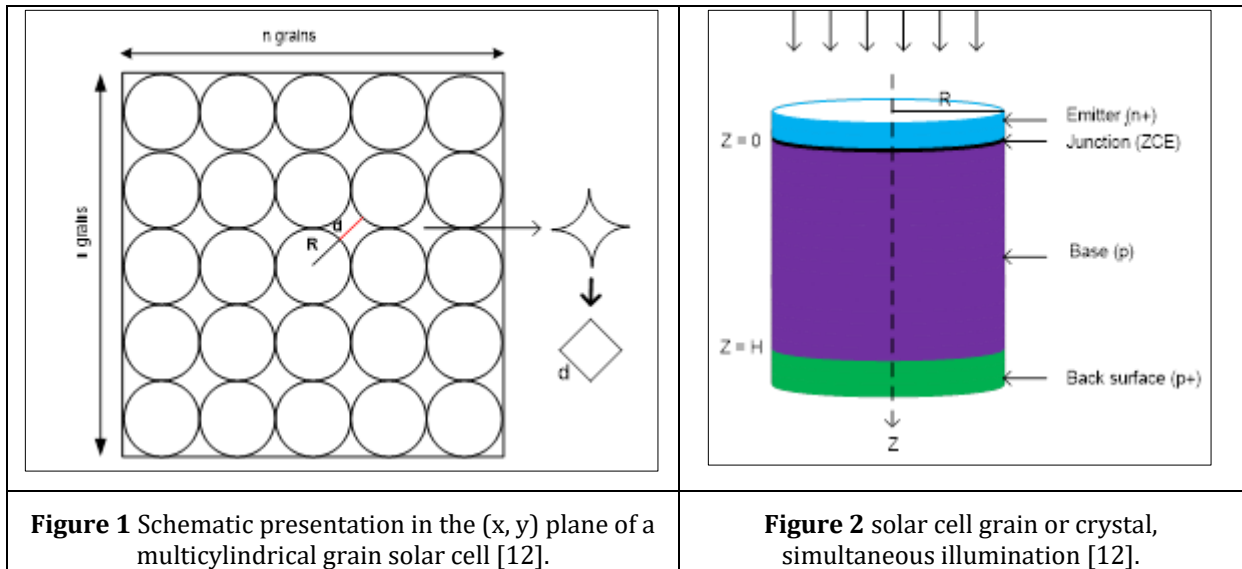 n grains
n grains
d
R
d
R
Z = 0
Z = H
Z
Emitter (n+)
Junction (ZCE)
Base (p)
Back surface (p+)
Figure 1 Schematic presentation in the (x, y) plane of a
multicylindrical grain solar cell [12].
Figure 2 solar cell grain or crystal,
simultaneous illumination [12].